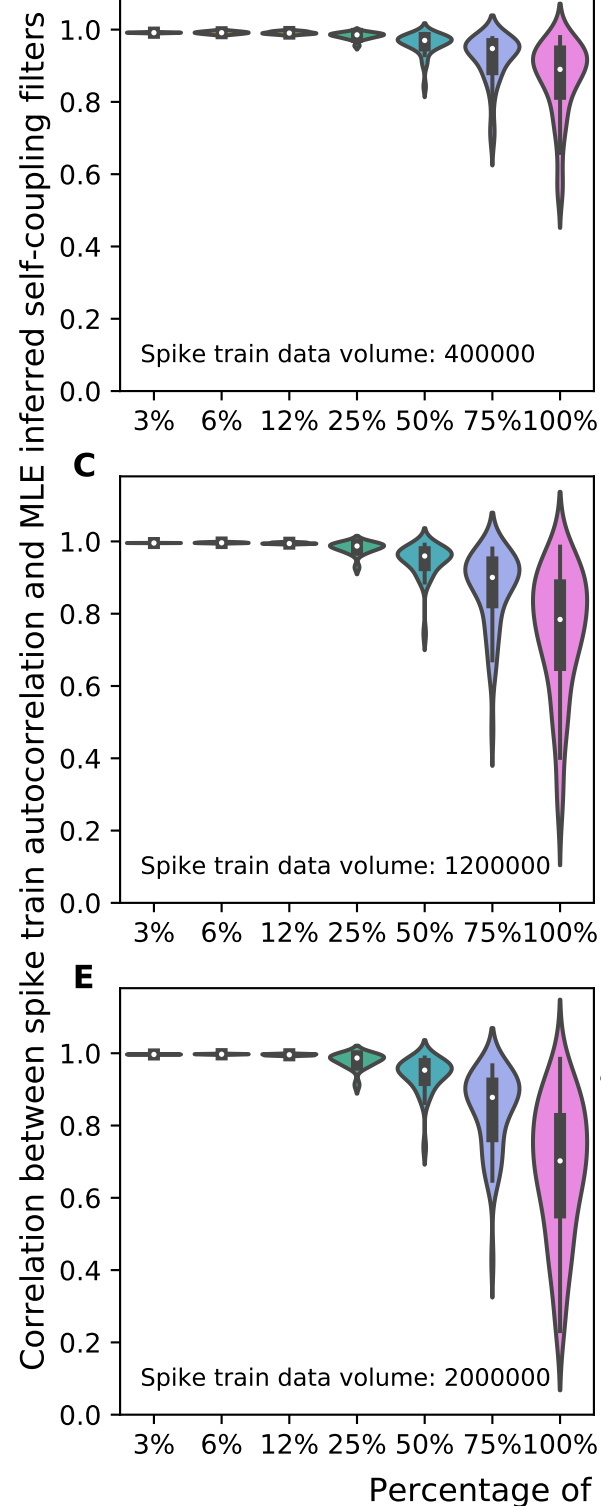 Correlation between spike train autocorrelation and MLE inferred self-coupling filters
1.0
0.8
0.6
0.4
0.2
0.0
Spike train data volume: 400000
3% 6% 12% 25% 50% 75% 100%
C
1.0
0.8
0.6
0.4
0.2
0.0
Spike train data volume: 1200000
3% 6% 12% 25% 50% 75% 100%
E
1.0
0.8
0.6
0.4
0.2
0.0
Spike train data volume: 2000000
3% 6% 12% 25% 50% 75% 100%
Percentage of